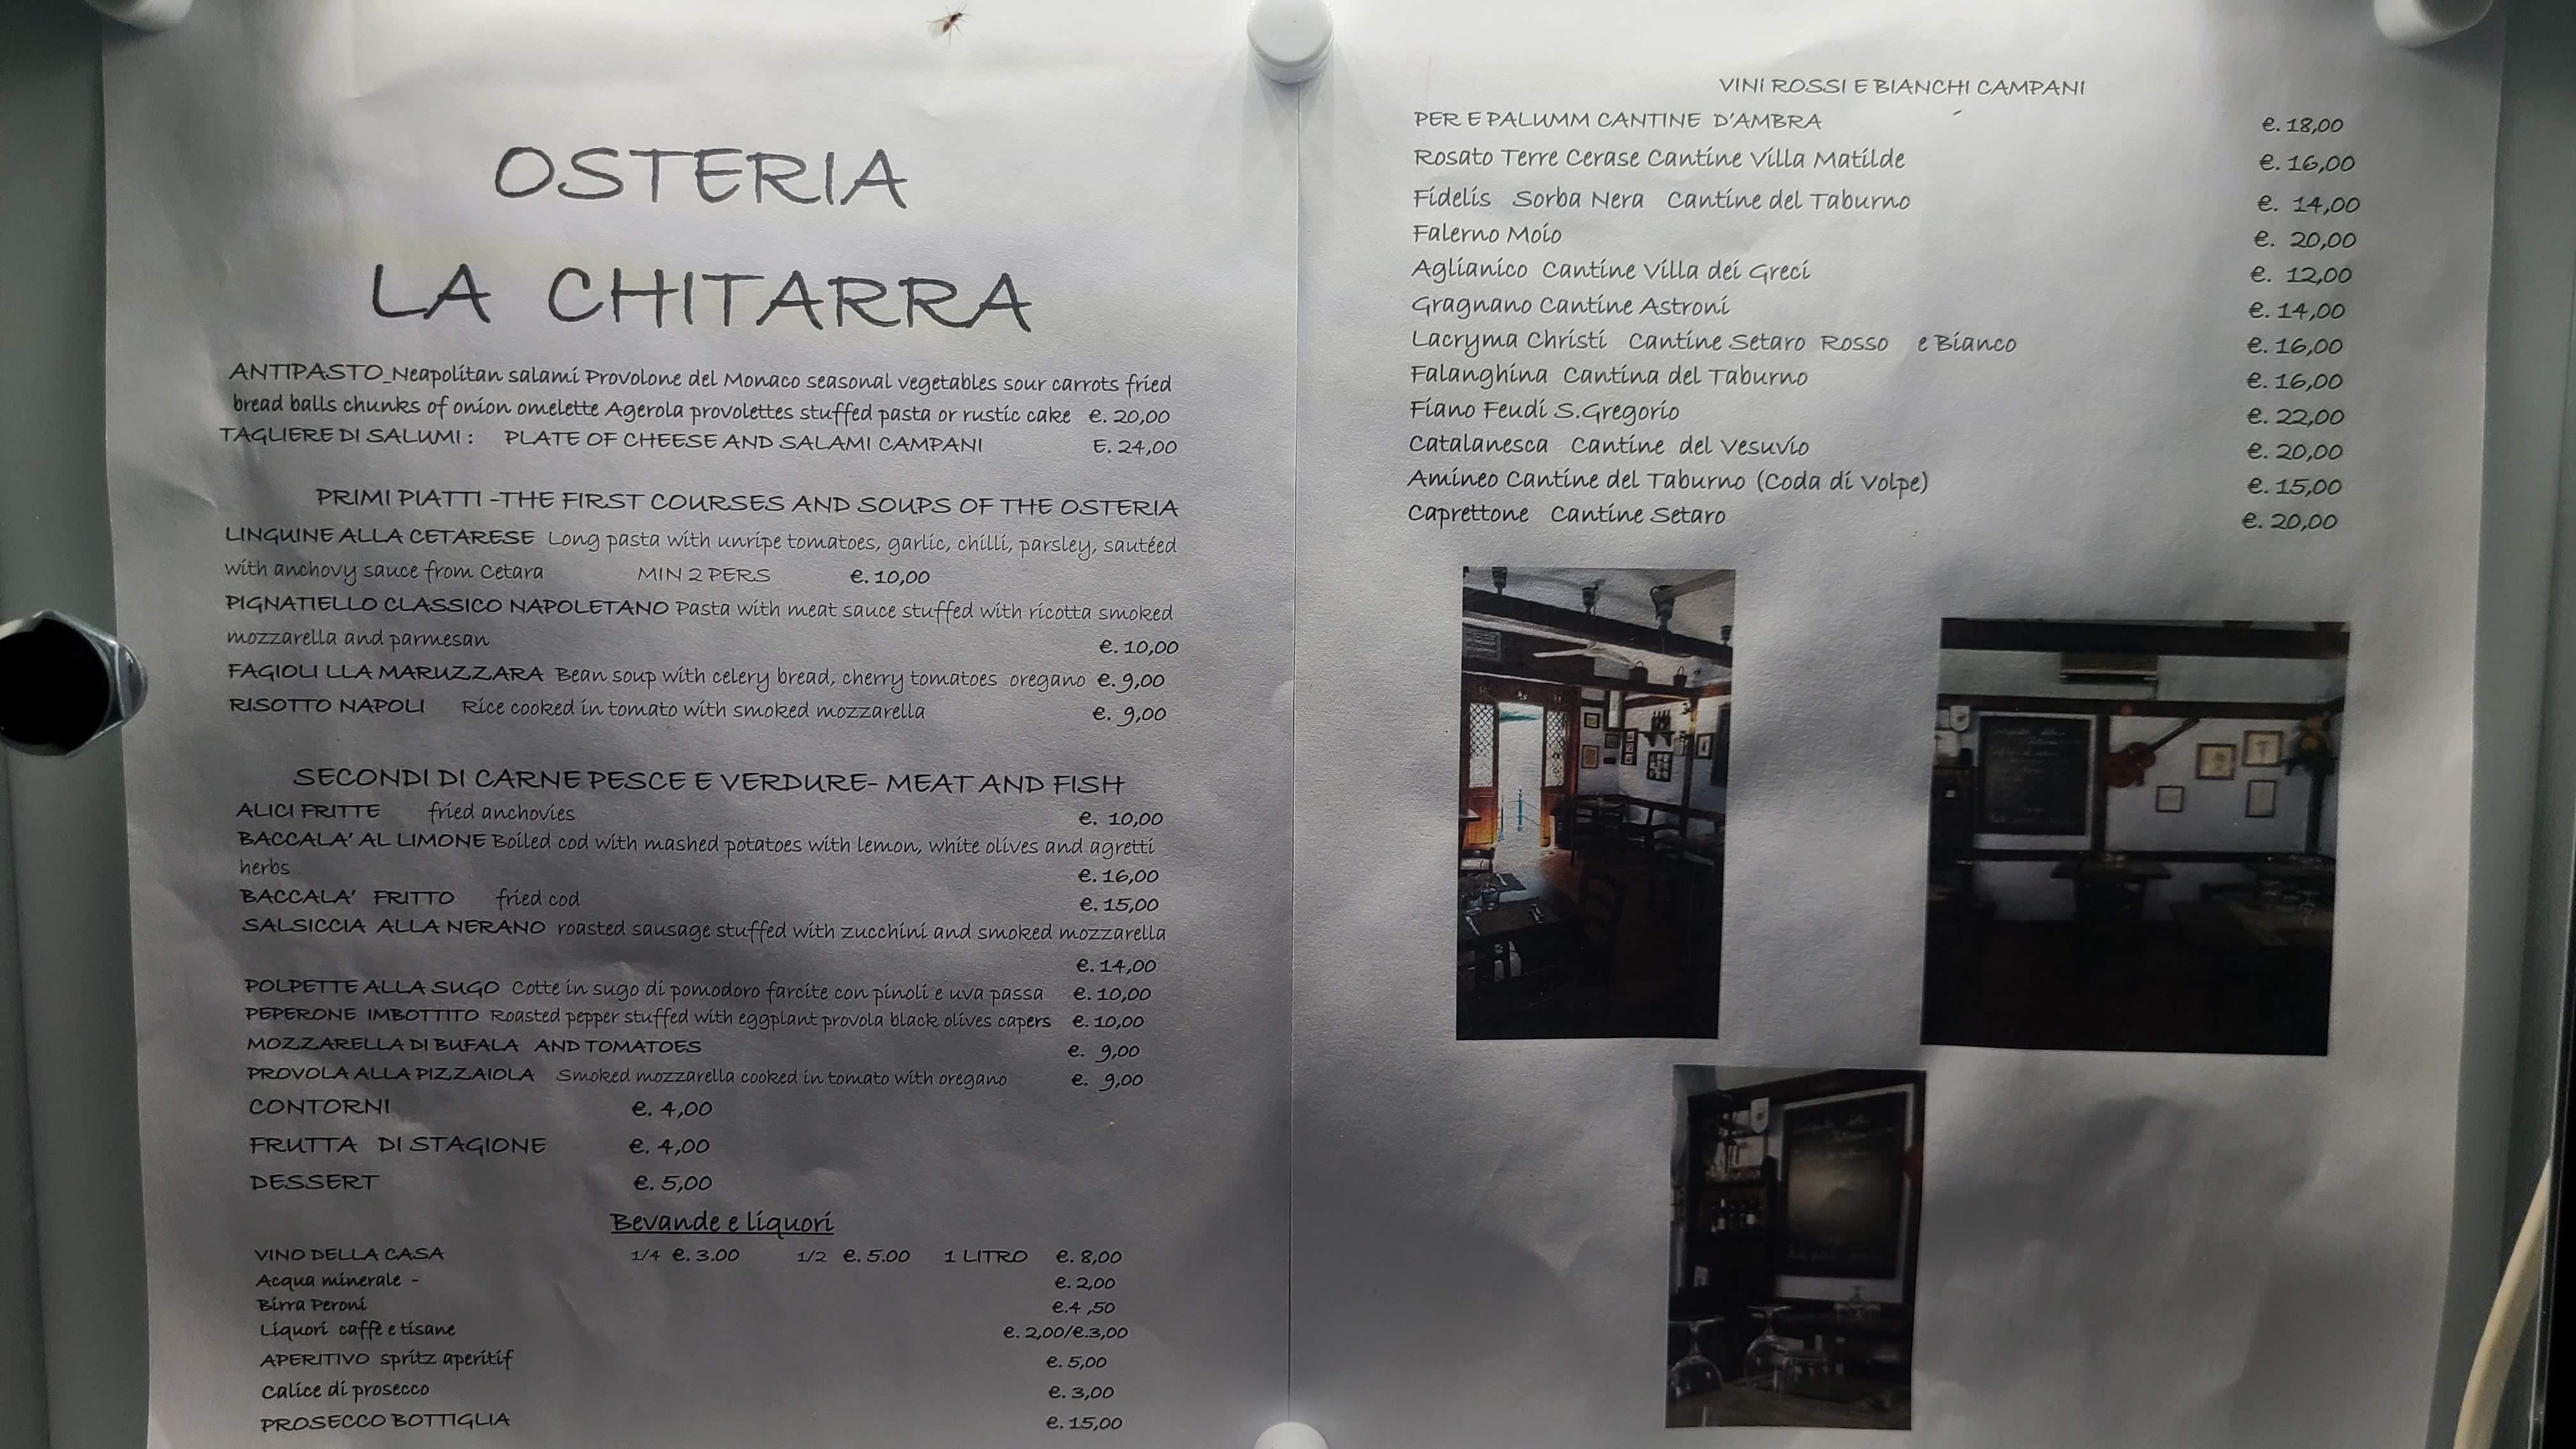 OSTERIA
LA CHITARRA
ANTIPASTO_Neapolitan salami Provolone del Monaco seasonal vegetables sour carrots fried
bread balls chunks of onion omelette Agerola provolettes stuffed pasta or rustic cake e. 20,00
TAGLIERE DI SALUMI : PLATE OF CHEESE AND SALAMI CAMPANI E. 24,00
PRIMI PIATTI -THE FIRST COURSES AND SOUPS OF THE OSTERIA
LINGUINE ALLA CETARESE Long pasta with unripe tomatoes, garlic, chilli, parsley, sautéed
with anchovy sauce from Cetara MIN 2 PERS e. 10,00
PIGNATIELLO CLASSICO NAPOLETANO Pasta with meat sauce stuffed with ricotta smoked
mozzarella and parmesan e. 10,00
FAGIOLI LLA MARUZZARA Bean soup with celery bread, cherry tomatoes oregano e. 9,00
RISOTTO NAPOLI Rice cooked in tomato with smoked mozzarella e. 9,00
SECONDI DI CARNE PESCE E VERDURE- MEAT AND FISH
ALICI FRITTE fried anchovies e. 10,00
BACCALA' AL LIMONE Boiled cod with mashed potatoes with lemon, white olives and agretti
herbs e. 16,00
BACCALA' FRITTO fried cod e. 15,00
SALSICCIA ALLA NERANO roasted sausage stuffed with zucchini and smoked mozzarella
e. 14,00
POLPETTE ALLA SUGO Cotte in sugo di pomodoro farcite con pinoli e uva passa e. 10,00
PEPERONE IMBOTTITO Roasted pepper stuffed with eggplant provola black olives capers e. 10,00
MOZZARELLA DI BUFALA AND TOMATOES e. 9,00
PROVOLA ALLA PIZZAIOLA Smoked mozzarella cooked in tomato with oregano e. 9,00
CONTORNI e. 4,00
FRUTTA DI STAGIONE e. 4,00
DESSERT e. 5,00
Bevande e liquori
VINO DELLA CASA 1/4 e. 3.00 1/2 e. 5.00 1 LITRO e. 8,00
Acqua minerale - e. 2,00
Birra Peroni e.4 ,50
Liquori caffè e tisane e. 2,00/e.3,00
APERITIVO spritz aperitif e. 5,00
Calice di prosecco e. 3,00
PROSECCO BOTTIGLIA e. 15,00
VINI ROSSI E BIANCHI CAMPANI
PER E PALUMM CANTINE D'AMBRA e. 18,00
Rosato Terre Cerase Cantine Villa Matilde e. 16,00
Fidelis Sorba Nera Cantine del Taburno e. 14,00
Falerno Moio e. 20,00
Aglianico Cantine Villa dei Greci e. 12,00
Gragnano Cantine Astroni e. 14,00
Lacryma Christi Cantine Setaro Rosso e Bianco e. 16,00
Falanghina Cantina del Taburno e. 16,00
Fiano Feudi S.Gregorio e. 22,00
Catalanesca Cantine del Vesuvio e. 20,00
Amineo Cantine del Taburno (Coda di Volpe) e. 15,00
Caprettone Cantine Setaro e. 20,00